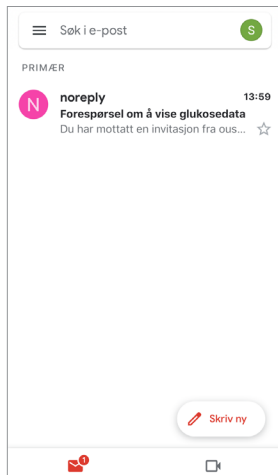 Søk i e-post
S
PRIMÆR
N
noreply 13:59
Forespørsel om å vise glukosedata
Du har mottatt en invitasjon fra ous...
Skriv ny
1